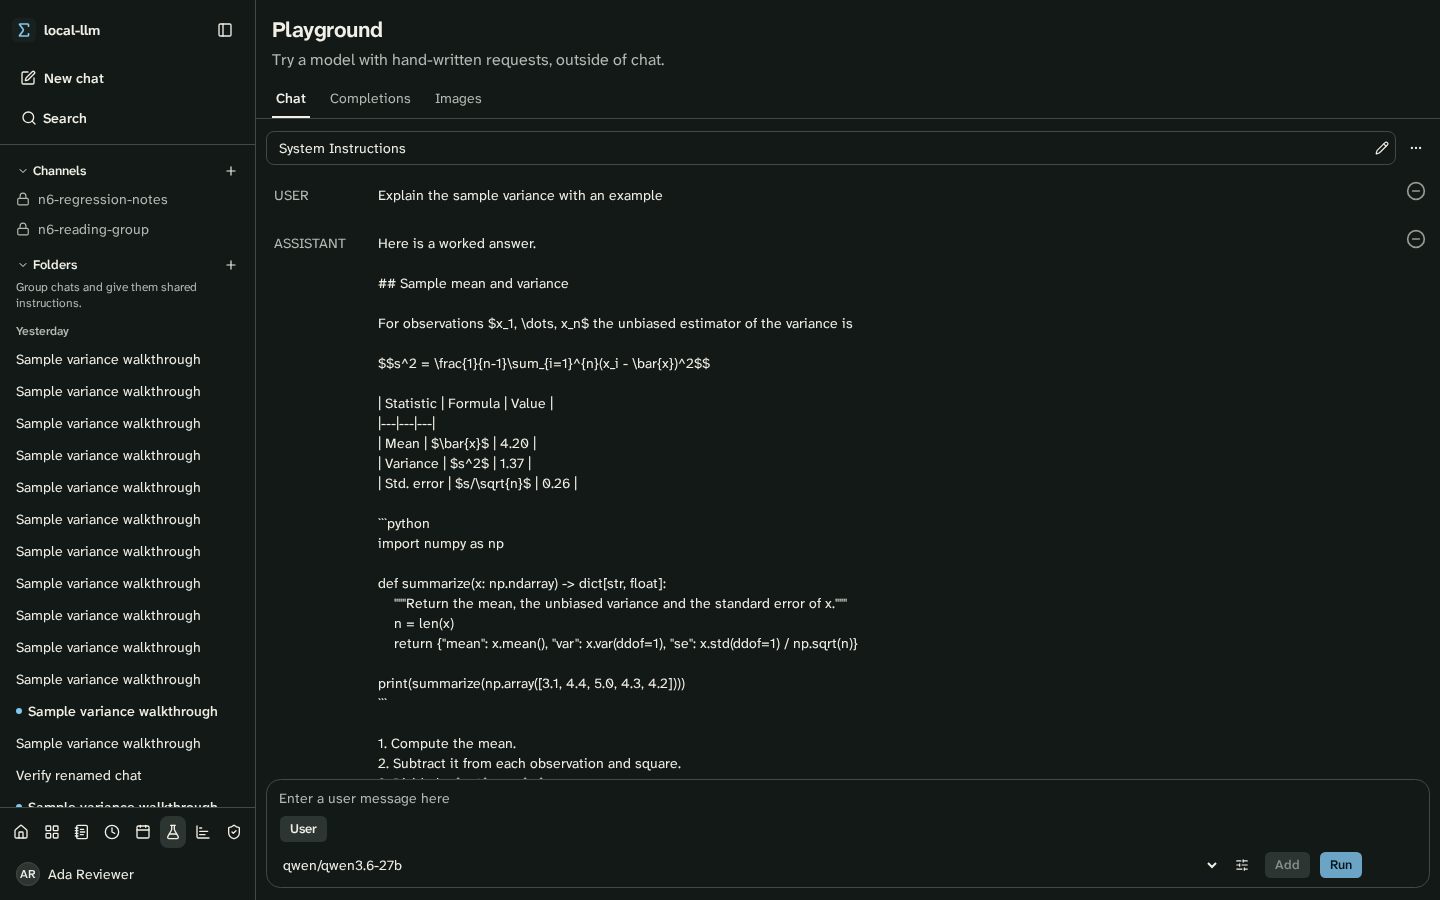 local-llm
New chat
Search
Channels
n6-regression-notes
n6-reading-group
Folders
Group chats and give them shared
instructions.
Yesterday
Sample variance walkthrough
Sample variance walkthrough
Sample variance walkthrough
Sample variance walkthrough
Sample variance walkthrough
Sample variance walkthrough
Sample variance walkthrough
Sample variance walkthrough
Sample variance walkthrough
Sample variance walkthrough
Sample variance walkthrough
Sample variance walkthrough
Sample variance walkthrough
Verify renamed chat
Sample variance walkthrough
AR Ada Reviewer
Playground
Try a model with hand-written requests, outside of chat.
Chat Completions Images
System Instructions
USER Explain the sample variance with an example
ASSISTANT Here is a worked answer.
## Sample mean and variance
For observations $x_1, \dots, x_n$ the unbiased estimator of the variance is
$$s^2 = \frac{1}{n-1}\sum_{i=1}^{n}(x_i - \bar{x})^2$$
| Statistic | Formula | Value |
|---|---|---|
| Mean | $\bar{x}$ | 4.20 |
| Variance | $s^2$ | 1.37 |
| Std. error | $s/\sqrt{n}$ | 0.26 |
```python
import numpy as np
def summarize(x: np.ndarray) -> dict[str, float]:
"""Return the mean, the unbiased variance and the standard error of x."""
n = len(x)
return {"mean": x.mean(), "var": x.var(ddof=1), "se": x.std(ddof=1) / np.sqrt(n)}
print(summarize(np.array([3.1, 4.4, 5.0, 4.3, 4.2])))
```
1. Compute the mean.
2. Subtract it from each observation and square.
Enter a user message here
User
qwen/qwen3.6-27b
Add Run